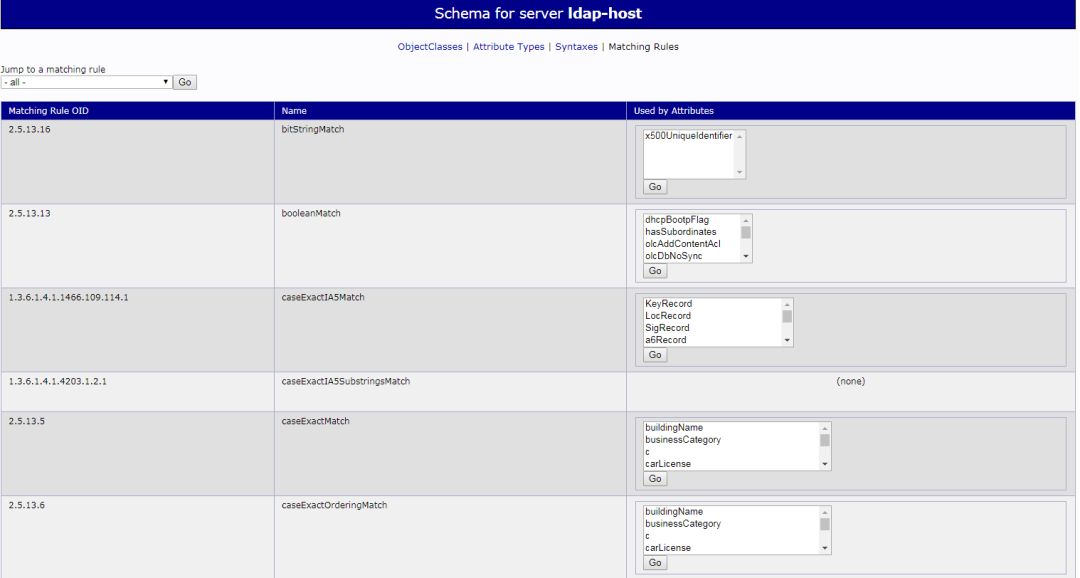 Schema for server ldap-host
ObjectClasses | Attribute Types | Syntaxes | Matching Rules
Jump to a matching rule
- all - Go
Matching Rule OID Name Used by Attributes
2.5.13.16 bitStringMatch x500UniqueIdentifier
Go
2.5.13.13 booleanMatch dhcpBootpFlag
hasSubordinates
olcAddContentAcl
olcDbNoSync
Go
1.3.6.1.4.1.1466.109.114.1 caseExactIA5Match KeyRecord
LocRecord
SigRecord
a6Record
Go
1.3.6.1.4.1.4203.1.2.1 caseExactIA5SubstringsMatch (none)
2.5.13.5 caseExactMatch buildingName
businessCategory
c
carLicense
Go
2.5.13.6 caseExactOrderingMatch buildingName
businessCategory
c
carLicense
Go